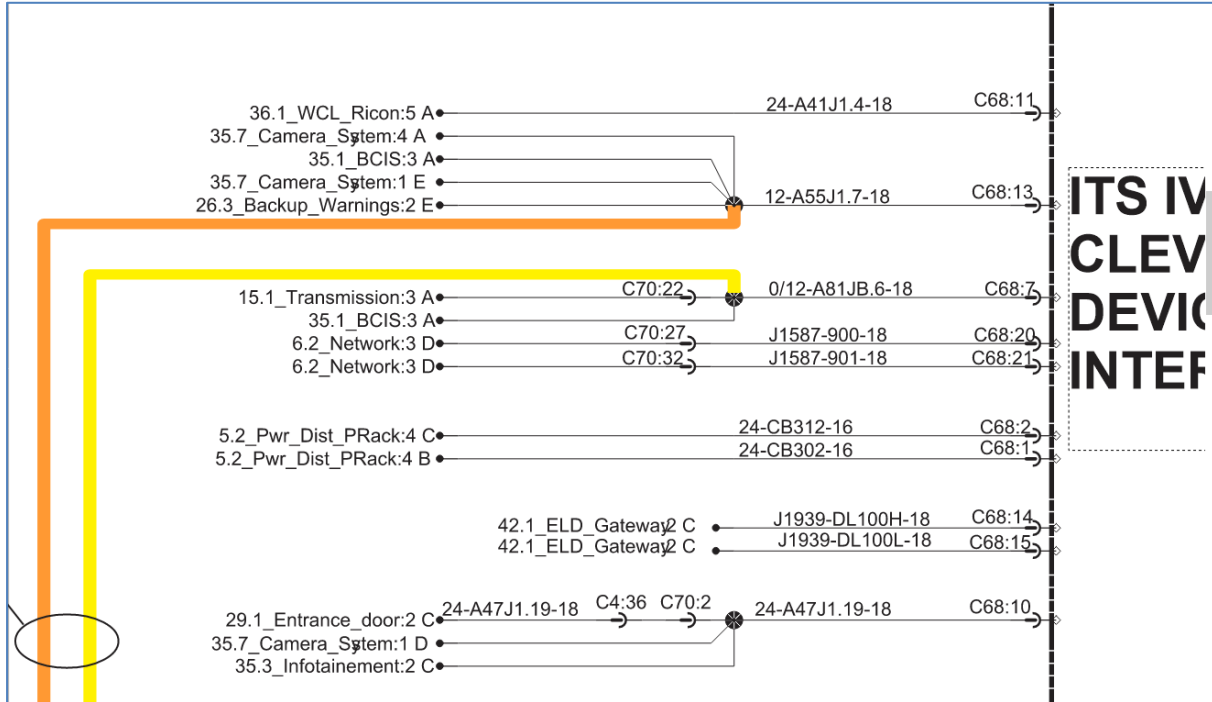 36.1_WCL_Ricon:5 A 24-A41J1.4-18 C68:11
35.7_Camera_Sytem:4 A
35.1_BCIS:3 A
35.7_Camera_Sytem:1 E
26.3_Backup_Warnings:2 E 12-A55J1.7-18 C68:13
ITS IV
CLEV
DEVIC
INTER
15.1_Transmission:3 A C70:22 0/12-A81JB.6-18 C68:7
35.1_BCIS:3 A
6.2_Network:3 D C70:27 J1587-900-18 C68:20
6.2_Network:3 D C70:32 J1587-901-18 C68:21
5.2_Pwr_Dist_PRack:4 C 24-CB312-16 C68:2
5.2_Pwr_Dist_PRack:4 B 24-CB302-16 C68:1
42.1_ELD_Gateway:2 C J1939-DL100H-18 C68:14
42.1_ELD_Gateway:2 C J1939-DL100L-18 C68:15
29.1_Entrance_door:2 C 24-A47J1.19-18 C4:36 C70:2 24-A47J1.19-18 C68:10
35.7_Camera_Sytem:1 D
35.3_Infotainement:2 C